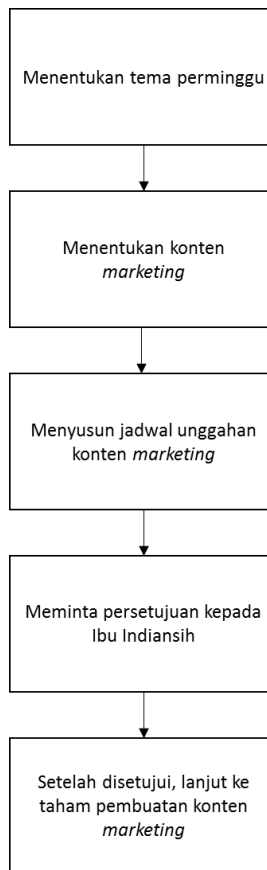 Menentukan tema perminggu
Menentukan konten
marketing
Menyusun jadwal unggahan
konten marketing
Meminta persetujuan kepada
Ibu Indiansih
Setelah disetujui, lanjut ke
taham pembuatan konten
marketing